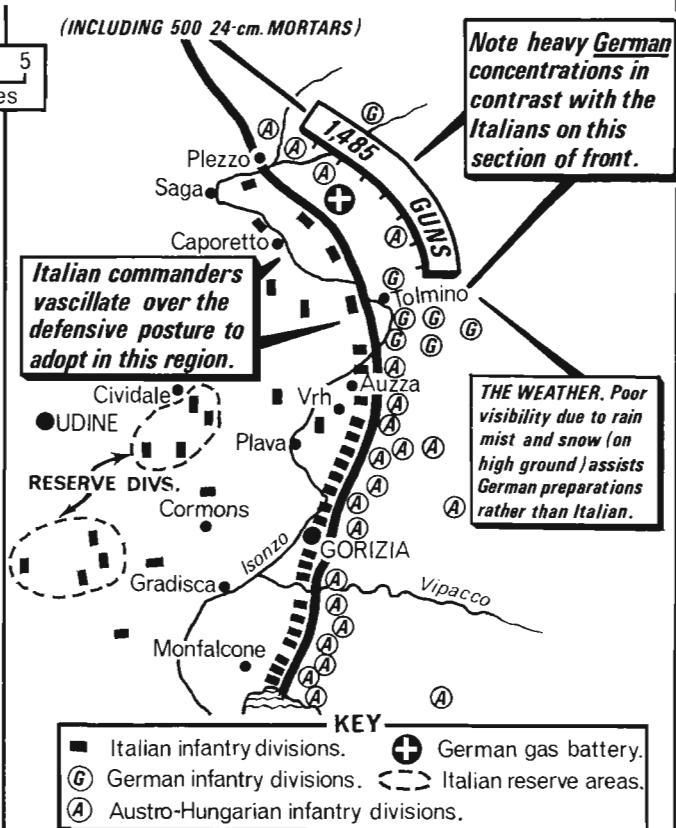 (INCLUDING 500 24-cm. MORTARS)
5
es
Note heavy German
concentrations in
contrast with the
Italians on this
section of front.
1,485
GUNS
G
A
A
A
Plezzo
Saga
Caporetto
A
G
Tolmino
Italian commanders
vascillate over the
defensive posture to
adopt in this region.
G
A
G
G
G
G
A
THE WEATHER. Poor
visibility due to rain
mist and snow (on
high ground) assists
German preparations
rather than Italian.
Cividale
UDINE
Vrh
Auzza
Plava
A
A
A
A
A
A
A
A
A
RESERVE DIVS.
Cormons
Isonzo
GORIZIA
Gradisca
Vipacco
A
A
A
A
A
A
A
A
Monfalcone
KEY
Italian infantry divisions.
German gas battery.
G German infantry divisions.
Italian reserve areas.
A Austro-Hungarian infantry divisions.